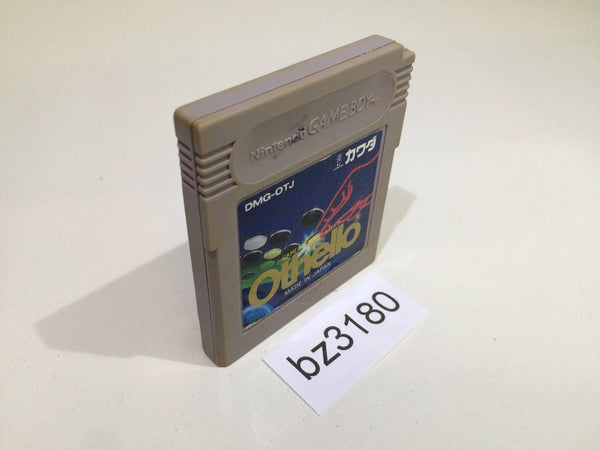 Nintendo GAME BOY
カワダ
DMG-OTJ
Othello
MADE IN JAPAN
bz3180